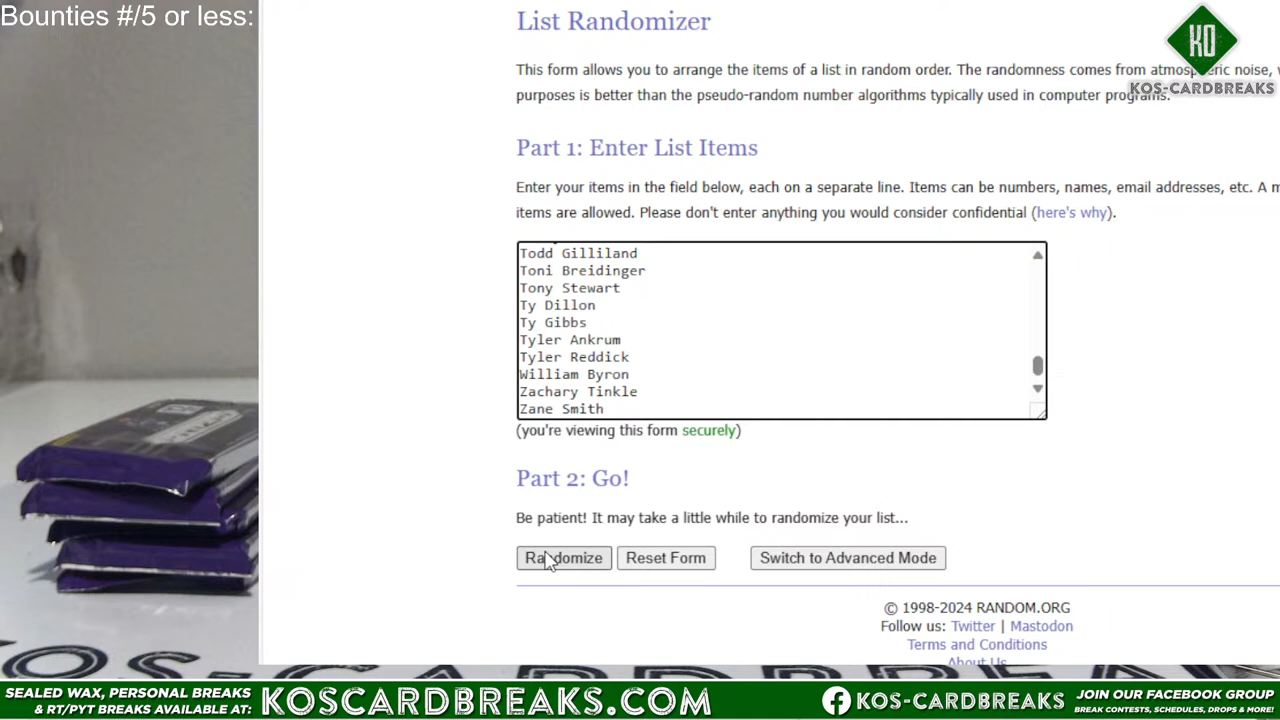 Bounties #/5 or less:
List Randomizer
KO
KOS-CARDBREAKS
This form allows you to arrange the items of a list in random order. The randomness comes from atmospheric noise,
purposes is better than the pseudo-random number algorithms typically used in computer programs.
Part 1: Enter List Items
Enter your items in the field below, each on a separate line. Items can be numbers, names, email addresses, etc. A
items are allowed. Please don't enter anything you would consider confidential (here's why).
Todd Gilliland
Toni Breidinger
Tony Stewart
Ty Dillon
Ty Gibbs
Tyler Ankrum
Tyler Reddick
William Byron
Zachary Tinkle
Zane Smith
(you're viewing this form securely)
Part 2: Go!
Be patient! It may take a little while to randomize your list...
Randomize Reset Form Switch to Advanced Mode
© 1998-2024 RANDOM.ORG
Follow us: Twitter | Mastodon
Terms and Conditions
About Us
SEALED WAX, PERSONAL BREAKS
& RT/PYT BREAKS AVAILABLE AT:
KOSCARDBREAKS.COM
KOS-CARDBREAKS
JOIN OUR FACEBOOK GROUP
BREAK CONTESTS, SCHEDULES, DROPS & MORE!